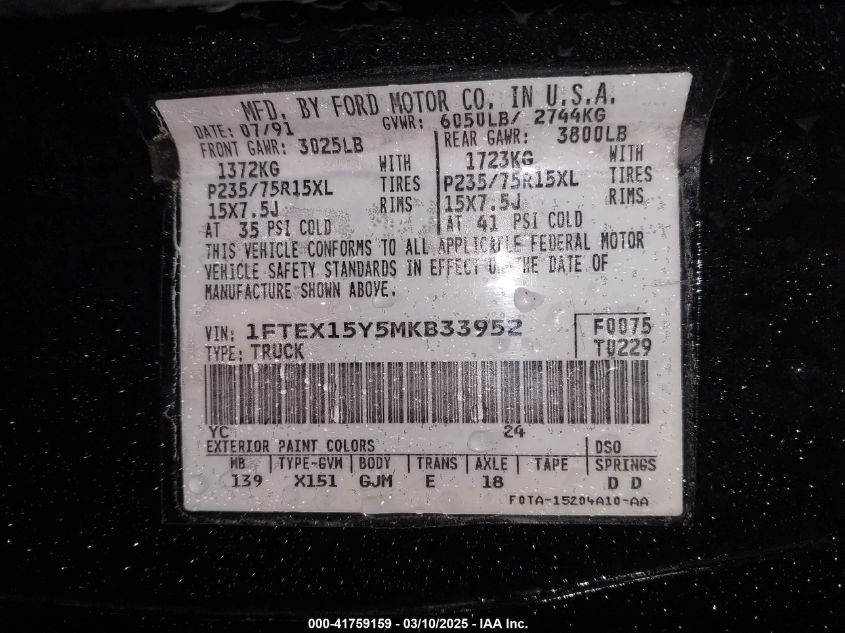 MFD. BY FORD MOTOR CO. IN U.S.A.
DATE: 07/91 GVWR: 6050LB/ 2744KG
FRONT GAWR: 3025LB REAR GAWR: 3800LB
1372KG WITH 1723KG WITH
P235/75R15XL TIRES P235/75R15XL TIRES
15X7.5J RIMS 15X7.5J RIMS
AT 35 PSI COLD AT 41 PSI COLD
THIS VEHICLE CONFORMS TO ALL FEDERAL MOTOR
VEHICLE SAFETY STANDARDS IN EFFECT THE DATE OF
MANUFACTURE SHOWN ABOVE.
VIN: 1FTEX15Y5MKB33952 F0075
TYPE: TRUCK T0229
YC 24
EXTERIOR PAINT COLORS DSO
WB TYPE-GVM BODY TRANS AXLE TAPE SPRINGS
139 X151 GJM E 18 D D
F0TA-15204A10-AA
000-41759159 — 03/10/2025 - IAA Inc.